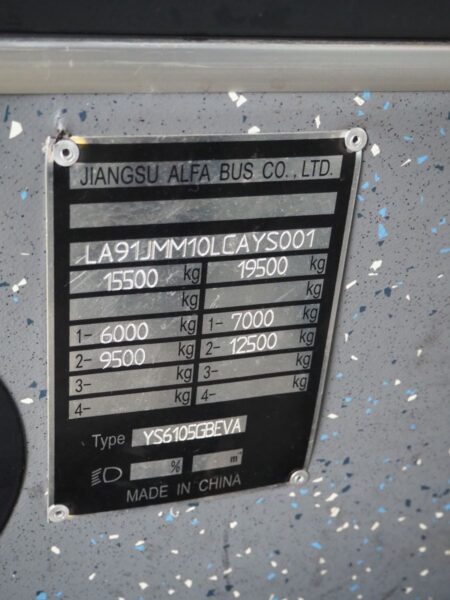 JIANGSU ALFA BUS CO.,LTD.
LA91JMM10LCAYS001
15500 kg 19500 kg
kg kg
1- 6000 kg 1- 7000 kg
2- 9500 kg 2- 12500 kg
3- kg 3- kg
4- 4- kg
Type YS6105GBEVA
% m
MADE IN CHINA